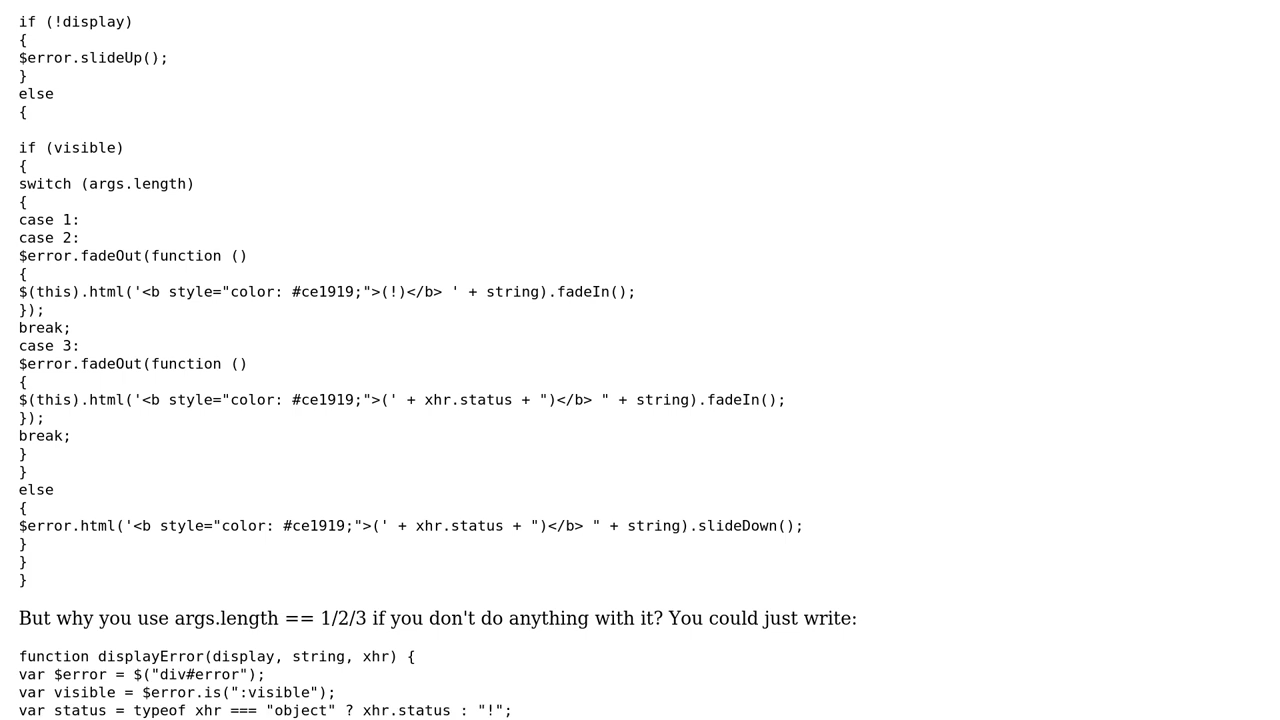 if (!display)
{
$error.slideUp();
}
else
{

if (visible)
{
switch (args.length)
{
case 1:
case 2:
$error.fadeOut(function ()
{
$(this).html('<b style="color: #ce1919;">(!)</b> ' + string).fadeIn();
});
break;
case 3:
$error.fadeOut(function ()
{
$(this).html('<b style="color: #ce1919;">(' + xhr.status + ")</b> " + string).fadeIn();
});
break;
}
}
else
{
$error.html('<b style="color: #ce1919;">(' + xhr.status + ")</b> " + string).slideDown();
}
}
}
But why you use args.length == 1/2/3 if you don't do anything with it? You could just write:
function displayError(display, string, xhr) {
var $error = $("div#error");
var visible = $error.is(":visible");
var status = typeof xhr === "object" ? xhr.status : "!";